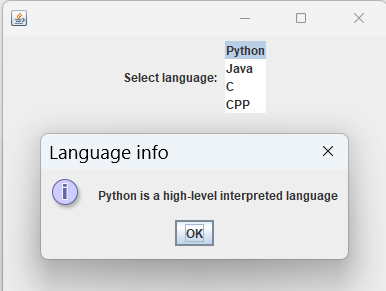 Python
Select language: Java
C
CPP
Language info
Python is a high-level interpreted language
OK